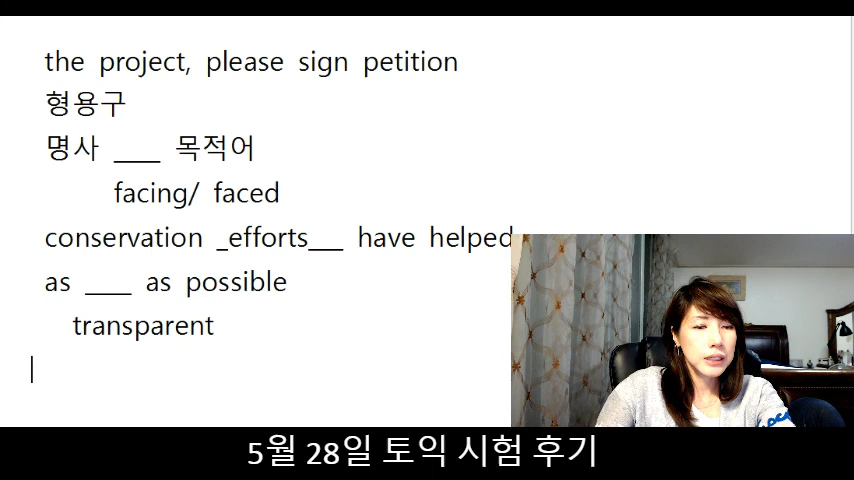 the project, please sign petition
형용구
명사 ____ 목적어
facing/ faced
conservation _efforts___ have helped
as ____ as possible
transparent
5월 28일 토익 시험 후기